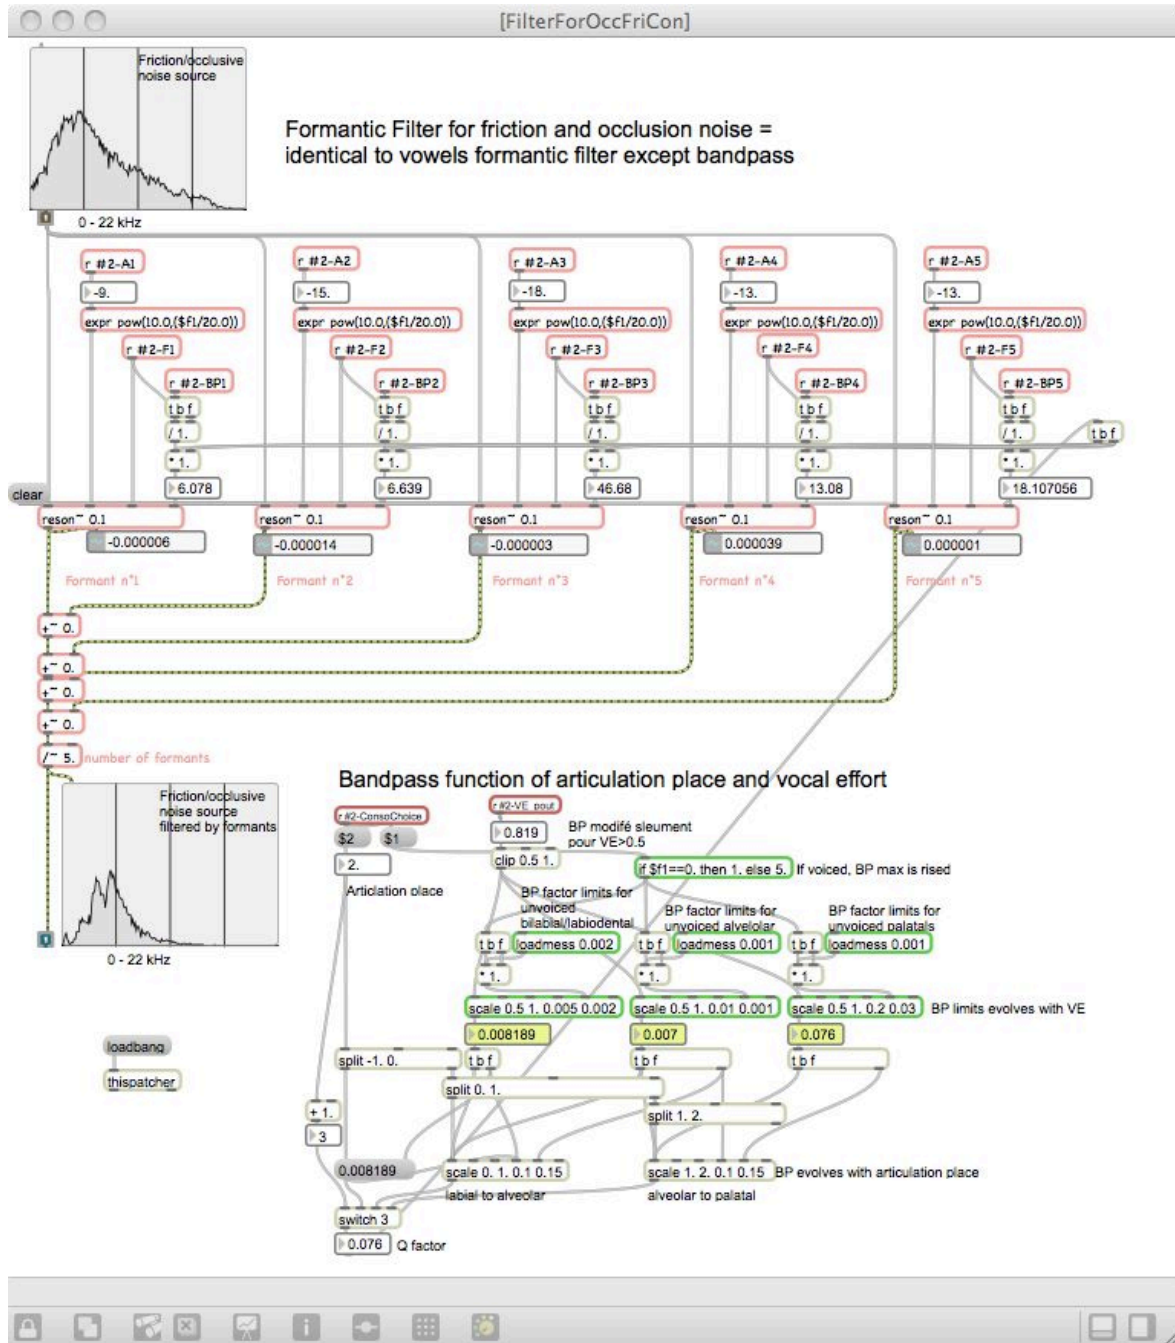 [FilterForOccFriCon]
Friction/occlusive
noise source
Formantic Filter for friction and occlusion noise =
identical to vowels formantic filter except bandpass
0 - 22 kHz
r #2-A1
r #2-A2
r #2-A3
r #2-A4
r #2-A5
-9.
-15.
-18.
-13.
-13.
expr pow(10.0,($f1/20.0))
expr pow(10.0,($f1/20.0))
expr pow(10.0,($f1/20.0))
expr pow(10.0,($f1/20.0))
expr pow(10.0,($f1/20.0))
r #2-F1
r #2-F2
r #2-F3
r #2-F4
r #2-F5
r #2-BP1
r #2-BP2
r #2-BP3
r #2-BP4
r #2-BP5
t b f
t b f
t b f
t b f
t b f
t b f
/ 1.
/ 1.
/ 1.
/ 1.
/ 1.
* 1.
* 1.
* 1.
* 1.
* 1.
6.078
6.639
46.68
13.08
18.107056
clear
reson~ 0.1
reson~ 0.1
reson~ 0.1
reson~ 0.1
reson~ 0.1
-0.000006
-0.000014
-0.000003
0.000039
0.000001
Formant n°1
Formant n°2
Formant n°3
Formant n°4
Formant n°5
+~ 0.
+~ 0.
+~ 0.
+~ 0.
/~ 5.
number of formants
Friction/occlusive
noise source
filtered by formants
0 - 22 kHz
Bandpass function of articulation place and vocal effort
r #2-ConsoChoice
r #2-VE_pout
$2
$1
0.819
BP modifé sleument
pour VE>0.5
2.
clip 0.5 1.
if $f1==0. then 1. else 5.
If voiced, BP max is rised
Articlation olace
BP factor limits for
unvoiced
bilabial/labiodental
BP factor limits for
unvoiced alvelolar
BP factor limits for
unvoiced palatals
t b f
loadmess 0.002
t b f
loadmess 0.001
t b f
loadmess 0.001
* 1.
* 1.
* 1.
scale 0.5 1. 0.005 0.002
scale 0.5 1. 0.01 0.001
scale 0.5 1. 0.2 0.03
BP limits evolves with VE
0.008189
0.007
0.076
loadbang
thispatcher
split -1. 0.
t b f
t b f
t b f
split 0. 1.
split 1. 2.
+ 1.
3
0.008189
scale 0. 1. 0.1 0.15
scale 1. 2. 0.1 0.15
BP evolves with articulation place
labial to alveolar
alveolar to palatal
switch 3
0.076
Q factor